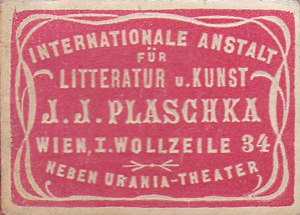 INTERNATIONALE ANSTALT
FÜR
LITTERATUR u. KUNST
J. J. PLASCHKA
WIEN, I. WOLLZEILE 34
NEBEN URANIA-THEATER